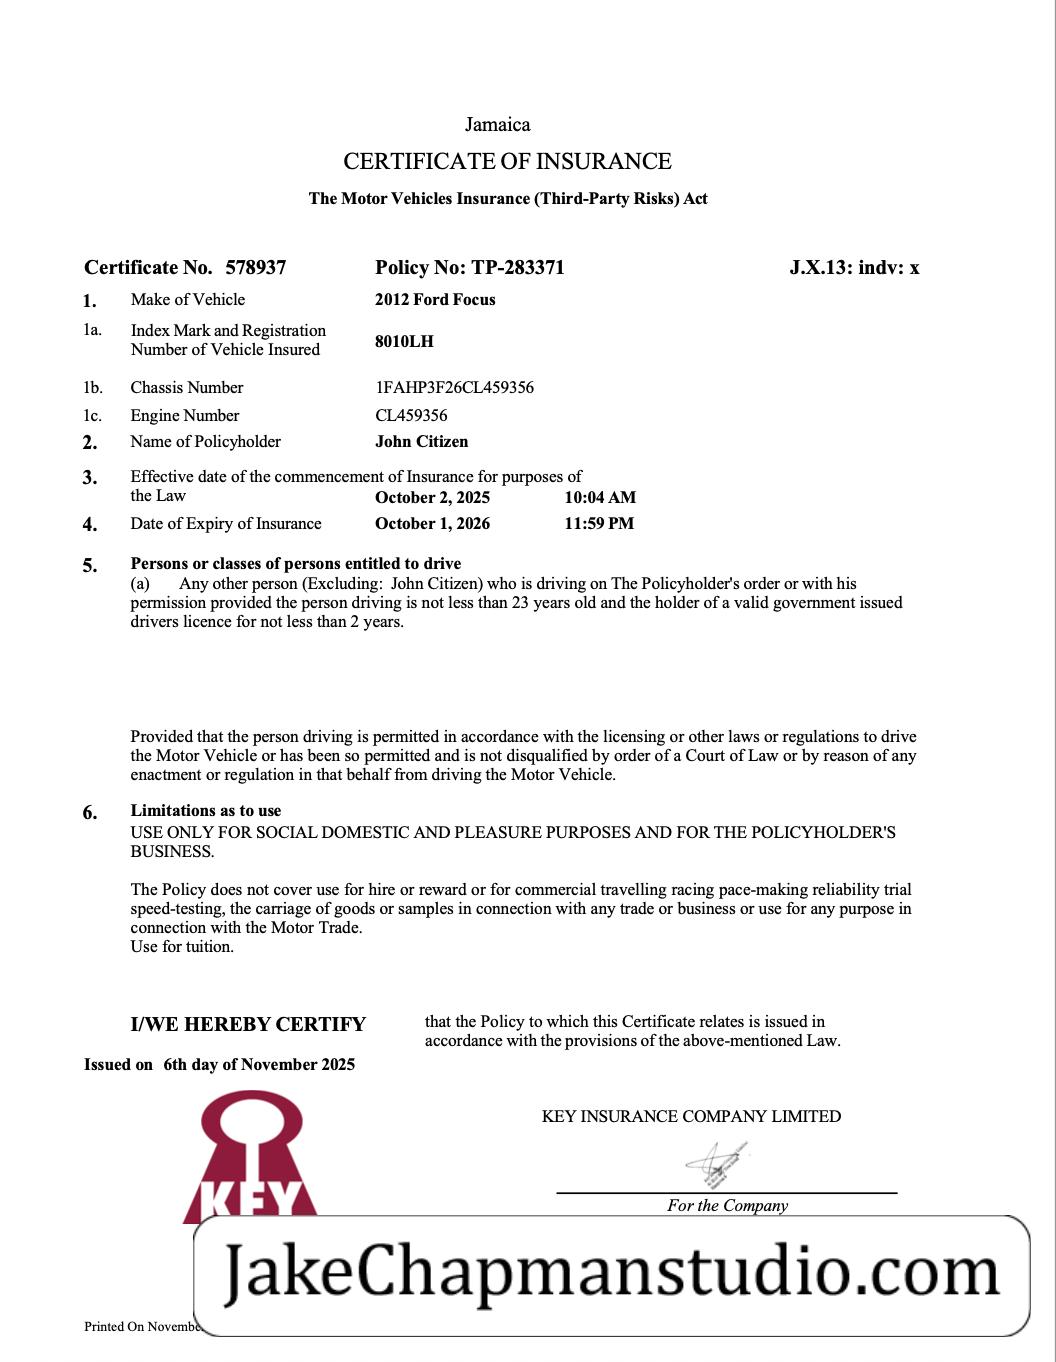 Jamaica
CERTIFICATE OF INSURANCE
The Motor Vehicles Insurance (Third-Party Risks) Act
Certificate No. 578937 Policy No: TP-283371 J.X.13: indv: x
1. Make of Vehicle 2012 Ford Focus
1a. Index Mark and Registration
Number of Vehicle Insured 8010LH
1b. Chassis Number 1FAHP3F26CL459356
1c. Engine Number CL459356
2. Name of Policyholder John Citizen
3. Effective date of the commencement of Insurance for purposes of
the Law October 2, 2025 10:04 AM
4. Date of Expiry of Insurance October 1, 2026 11:59 PM
5. Persons or classes of persons entitled to drive
(a) Any other person (Excluding: John Citizen) who is driving on The Policyholder's order or with his
permission provided the person driving is not less than 23 years old and the holder of a valid government issued
drivers licence for not less than 2 years.
Provided that the person driving is permitted in accordance with the licensing or other laws or regulations to drive
the Motor Vehicle or has been so permitted and is not disqualified by order of a Court of Law or by reason of any
enactment or regulation in that behalf from driving the Motor Vehicle.
6. Limitations as to use
USE ONLY FOR SOCIAL DOMESTIC AND PLEASURE PURPOSES AND FOR THE POLICYHOLDER'S
BUSINESS.
The Policy does not cover use for hire or reward or for commercial travelling racing pace-making reliability trial
speed-testing, the carriage of goods or samples in connection with any trade or business or use for any purpose in
connection with the Motor Trade.
Use for tuition.
I/WE HEREBY CERTIFY that the Policy to which this Certificate relates is issued in
accordance with the provisions of the above-mentioned Law.
Issued on 6th day of November 2025
KEY INSURANCE COMPANY LIMITED
KEY
For the Company
JakeChapmanstudio.com
Printed On